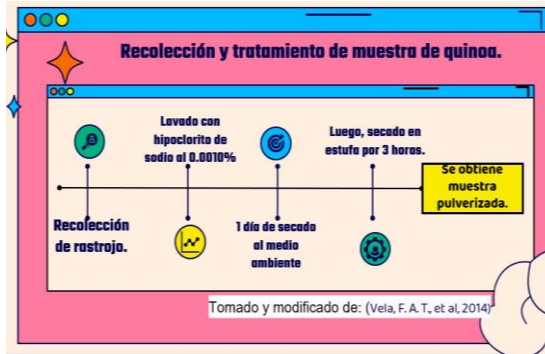 Recolección y tratamiento de muestra de quinoa.
Recolección
de rastrojo.
Lavado con
hipoclorito de
sodio al 0.0010%
1 día de secado
al medio
ambiente
Luego, secado en
estufa por 3 horas.
Se obtiene
muestra
pulverizada.
Tomado y modificado de: (Vela, F. A. T., et al, 2014)